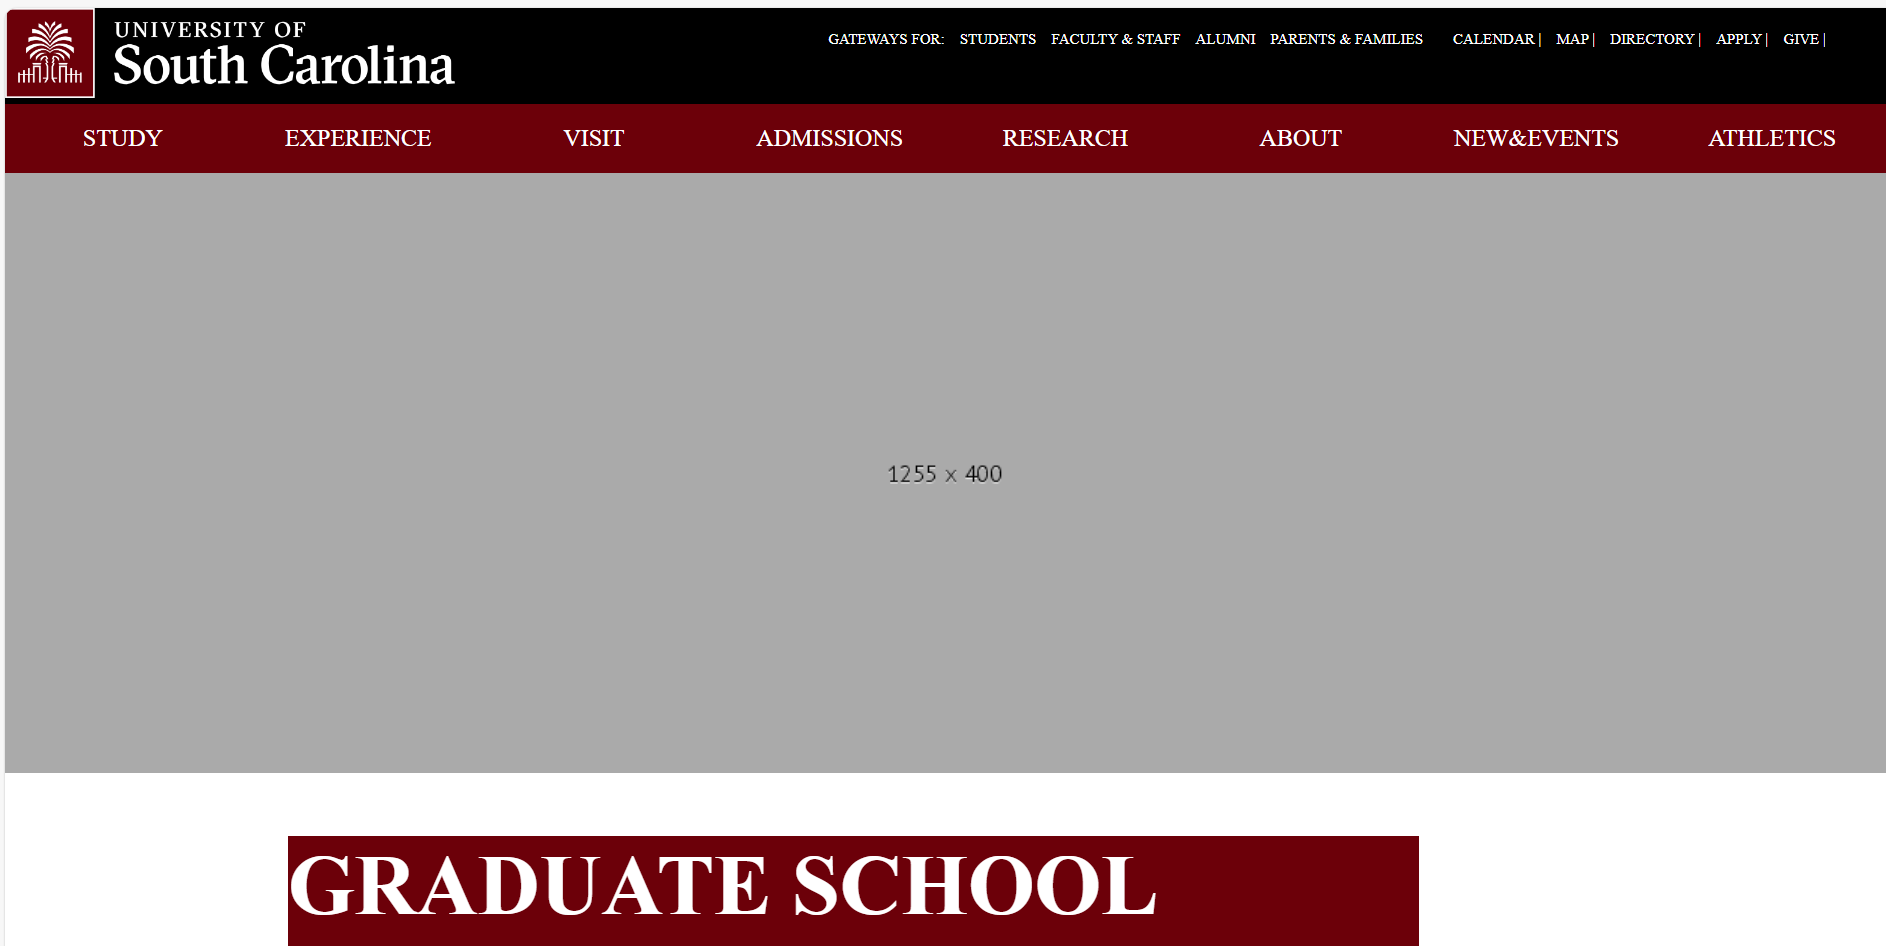 UNIVERSITY OF
South Carolina
GATEWAYS FOR: STUDENTS FACULTY & STAFF ALUMNI PARENTS & FAMILIES CALENDAR | MAP | DIRECTORY | APPLY | GIVE |
STUDY EXPERIENCE VISIT ADMISSIONS RESEARCH ABOUT NEW&EVENTS ATHLETICS
1255 x 400
GRADUATE SCHOOL